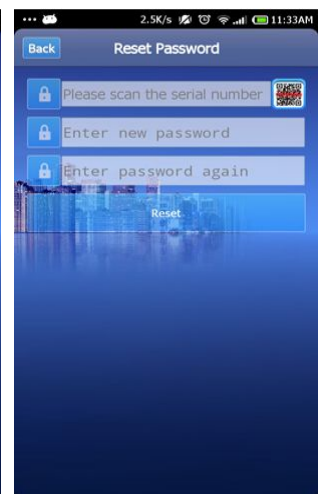 ... 2.5K/s 11:33AM
Back Reset Password
Please scan the serial number
Enter new password
Enter password again
Reset